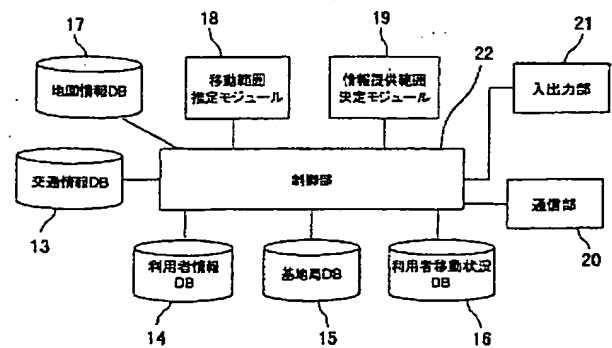 17
18
19
22
21
地図情報DB
移動範囲
推定モジュール
情報提供範囲
決定モジュール
入出力部
交通情報DB
制御部
通信部
13
20
利用者情報
DB
基地局DB
利用者移動状況
DB
14
15
16